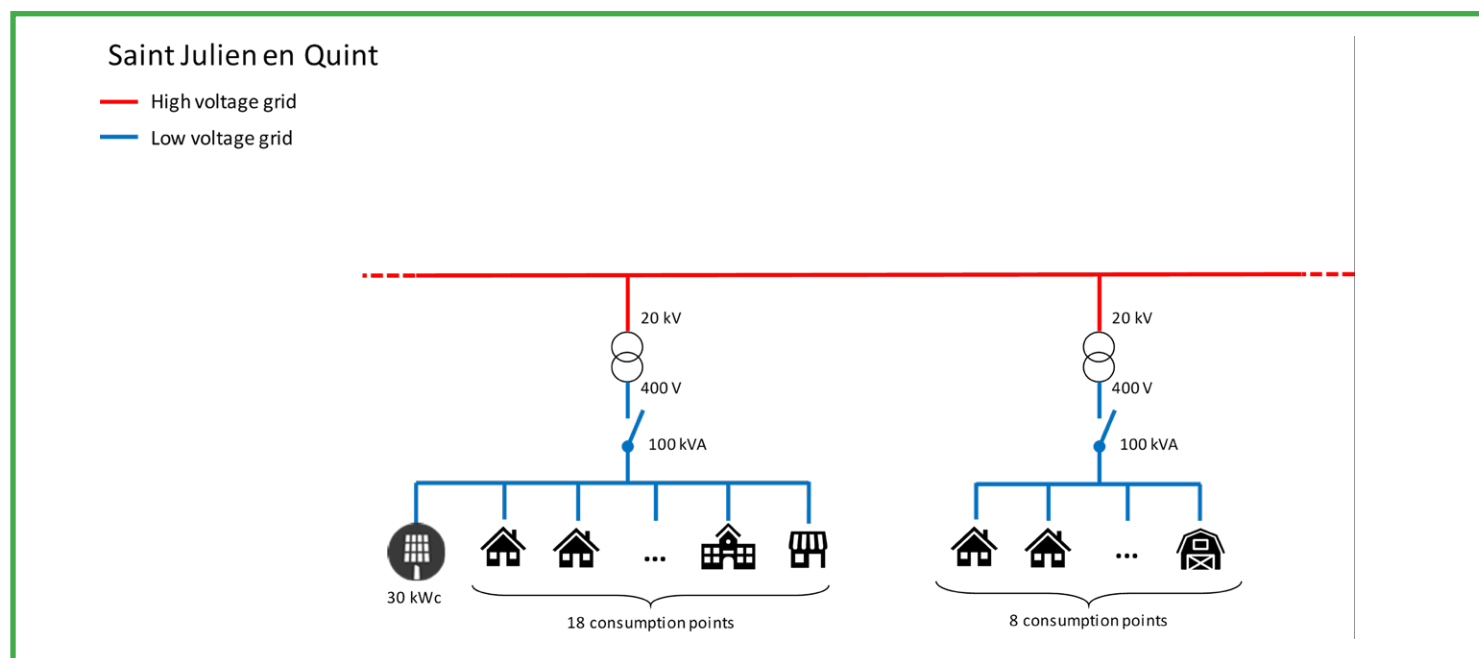 Saint Julien en Quint
High voltage grid
Low voltage grid
20 kV
20 kV
400 V
400 V
100 kVA
100 kVA
...
...
30 kWc
18 consumption points
8 consumption points